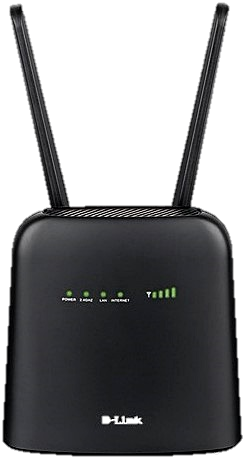 POWER 2.4GHZ LAN INTERNET
D-Link